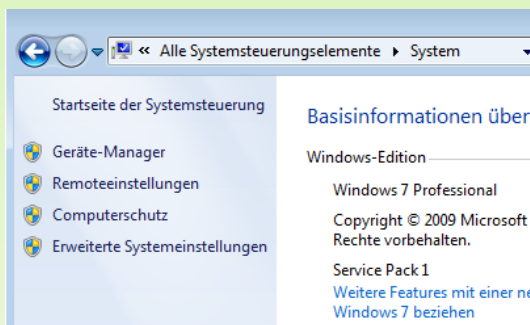 « Alle Systemsteuerungselemente ▸ System
Startseite der Systemsteuerung
Geräte-Manager
Remoteeinstellungen
Computerschutz
Erweiterte Systemeinstellungen
Basisinformationen über
Windows-Edition
Windows 7 Professional
Copyright © 2009 Microsoft
Rechte vorbehalten.
Service Pack 1
Weitere Features mit einer
Windows 7 beziehen